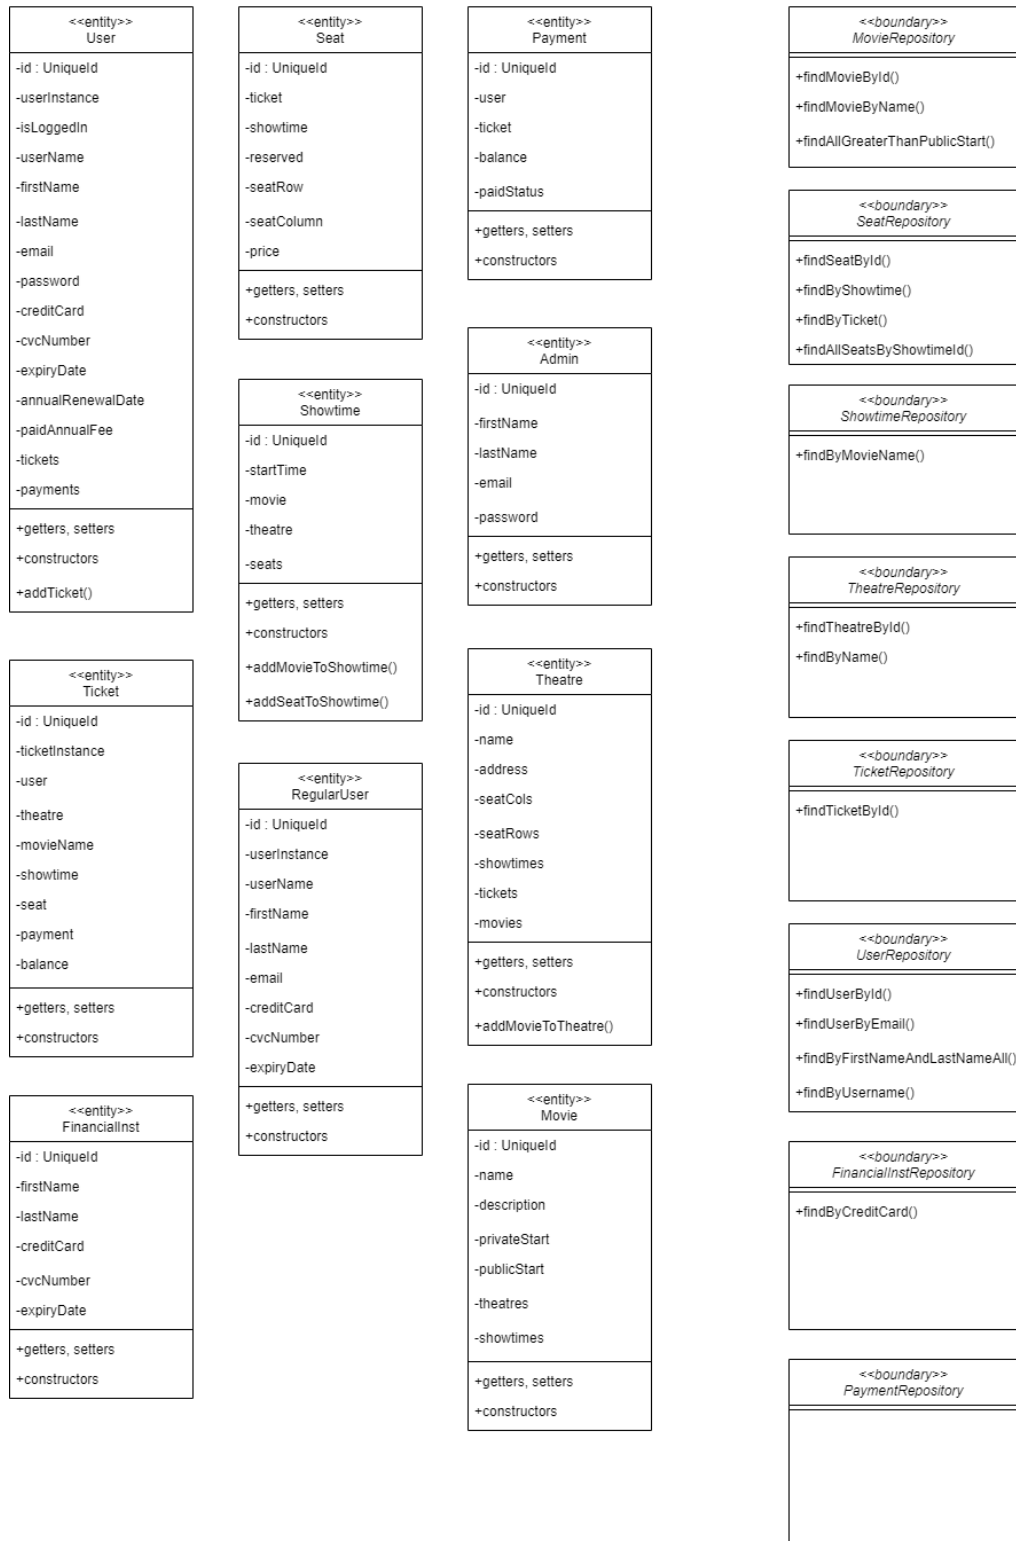 <<entity>>
User
-id : UniqueId
-userInstance
-isLoggedIn
-userName
-firstName
-lastName
-email
-password
-creditCard
-cvcNumber
-expiryDate
-annualRenewalDate
-paidAnnualFee
-tickets
-payments
+getters, setters
+constructors
+addTicket()
<<entity>>
Ticket
-id : UniqueId
-ticketInstance
-user
-theatre
-movieName
-showtime
-seat
-payment
-balance
+getters, setters
+constructors
<<entity>>
FinancialInst
-id : UniqueId
-firstName
-lastName
-creditCard
-cvcNumber
-expiryDate
+getters, setters
+constructors
<<entity>>
Seat
-id : UniqueId
-ticket
-showtime
-reserved
-seatRow
-seatColumn
-price
+getters, setters
+constructors
<<entity>>
Showtime
-id : UniqueId
-startTime
-movie
-theatre
-seats
+getters, setters
+constructors
+addMovieToShowtime()
+addSeatToShowtime()
<<entity>>
RegularUser
-id : UniqueId
-userInstance
-userName
-firstName
-lastName
-email
-creditCard
-cvcNumber
-expiryDate
+getters, setters
+constructors
<<entity>>
Payment
-id : UniqueId
-user
-ticket
-balance
-paidStatus
+getters, setters
+constructors
<<entity>>
Admin
-id : UniqueId
-firstName
-lastName
-email
-password
+getters, setters
+constructors
<<entity>>
Theatre
-id : UniqueId
-name
-address
-seatCols
-seatRows
-showtimes
-tickets
-movies
+getters, setters
+constructors
+addMovieToTheatre()
<<entity>>
Movie
-id : UniqueId
-name
-description
-privateStart
-publicStart
-theatres
-showtimes
+getters, setters
+constructors
<<boundary>>
MovieRepository
+findMovieById()
+findMovieByName()
+findAllGreaterThanPublicStart()
<<boundary>>
SeatRepository
+findSeatById()
+findByShowtime()
+findByTicket()
+findAllSeatsByShowtimeId()
<<boundary>>
ShowtimeRepository
+findByMovieName()
<<boundary>>
TheatreRepository
+findTheatreById()
+findByName()
<<boundary>>
TicketRepository
+findTicketById()
<<boundary>>
UserRepository
+findUserById()
+findUserByEmail()
+findByFirstNameAndLastNameAll()
+findByUsername()
<<boundary>>
FinancialInstRepository
+findByCreditCard()
<<boundary>>
PaymentRepository